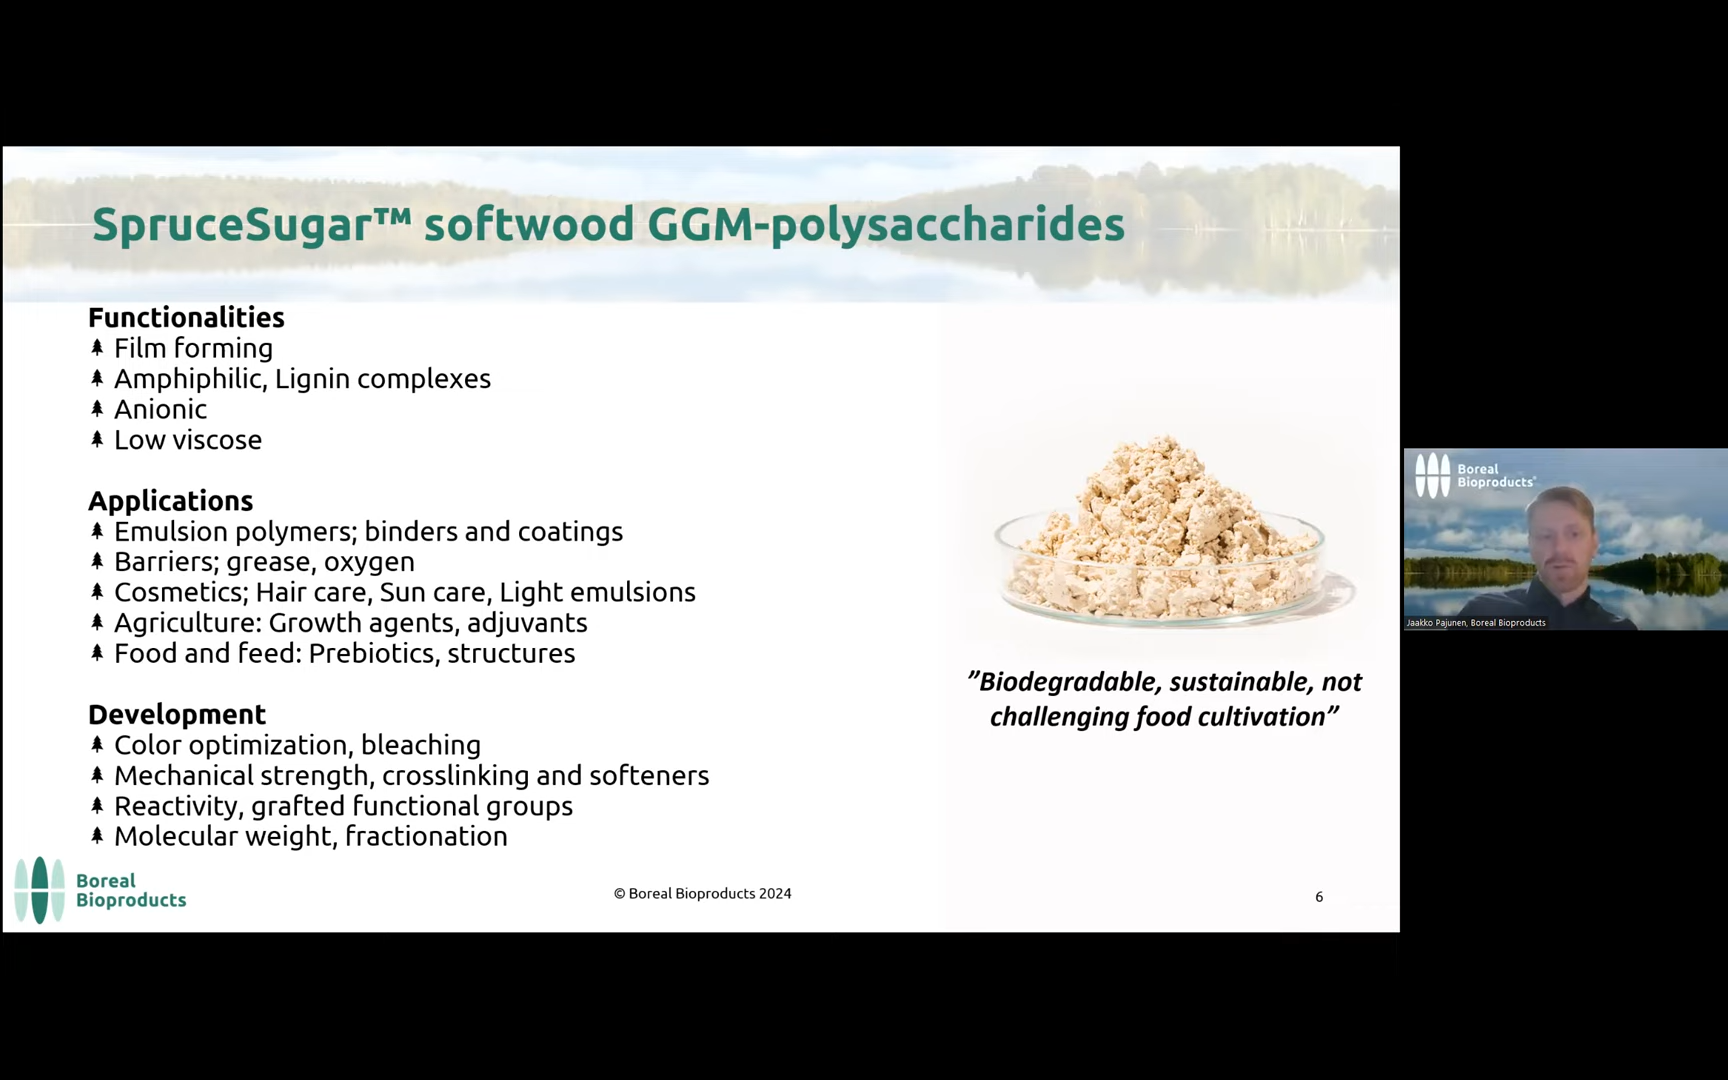 SpruceSugar™ softwood GGM-polysaccharides
Functionalities
Film forming
Amphiphilic, Lignin complexes
Anionic
Low viscose
Applications
Emulsion polymers; binders and coatings
Barriers; grease, oxygen
Cosmetics; Hair care, Sun care, Light emulsions
Agriculture: Growth agents, adjuvants
Food and feed: Prebiotics, structures
Development
Color optimization, bleaching
Mechanical strength, crosslinking and softeners
Reactivity, grafted functional groups
Molecular weight, fractionation
”Biodegradable, sustainable, not
challenging food cultivation”
Boreal
Bioproducts
© Boreal Bioproducts 2024
6
Boreal
Bioproducts
Jaakko Pajunen, Boreal Bioproducts